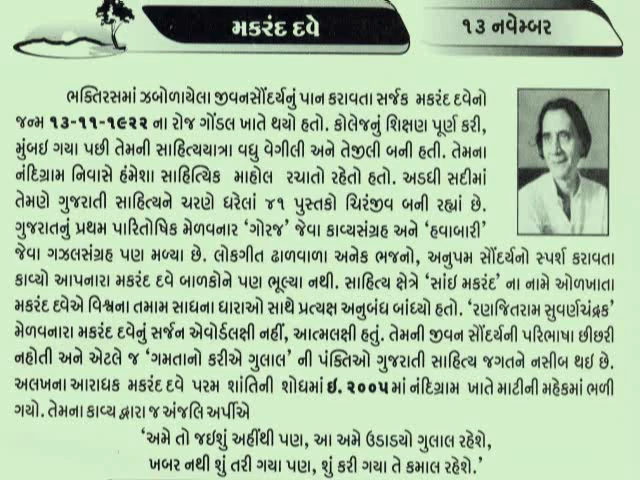 મકરંદ દવે
૧૩ નવેમ્બર
ભક્તિરસમાં ઝબોળાયેલા જીવનસૌંદર્યનું પાન કરાવતા સર્જક મકરંદ દવેનો
જન્મ ૧૩-૧૧-૧૯૨૨ ના રોજ ગોંડલ ખાતે થયો હતો. કોલેજનું શિક્ષણ પૂર્ણ કરી,
મુંબઇ ગયા પછી તેમની સાહિત્યયાત્રા વધુ વેગીલી અને તેજીલી બની હતી. તેમના
નંદિગ્રામ નિવાસે હંમેશા સાહિત્યિક માહોલ રચાતો રહેતો હતો. અડધી સદીમાં
તેમણે ગુજરાતી સાહિત્યને ચરણે ધરેલાં ૪૧ પુસ્તકો ચિરંજીવ બની રહ્યાં છે.
ગુજરાતનું પ્રથમ પારિતોષિક મેળવનાર ‘ગોરજ’ જેવા કાવ્યસંગ્રહ અને ‘હવાબારી’
જેવા ગઝલસંગ્રહ પણ મળ્યા છે. લોકગીત ઢાળવાળા અનેક ભજનો, અનુપમ સૌંદર્યનો સ્પર્શ કરાવતા
કાવ્યો આપનારા મકરંદ દવે બાળકોને પણ ભૂલ્યા નથી. સાહિત્ય ક્ષેત્રે ‘સાંઇ મકરંદ’ ના નામે ઓળખાતા
મકરંદ દવેએ વિશ્વના તમામ સાધના ધારાઓ સાથે પ્રત્યક્ષ અનુબંધ બાંધ્યો હતો. ‘રણજિતરામ સુવર્ણચંદ્રક’
મેળવનારા મકરંદ દવેનું સર્જન એવોર્ડલક્ષી નહીં, આત્મલક્ષી હતું. તેમની જીવન સૌંદર્યની પરિભાષા છીછરી
નહોતી અને એટલે જ ‘ગમતાનો કરીએ ગુલાલ’ ની પંક્તિઓ ગુજરાતી સાહિત્ય જગતને નસીબ થઇ છે.
અલખના આરાધક મકરંદ દવે પરમ શાંતિની શોધમાં ઇ. ૨૦૦૫ માં નંદિગ્રામ ખાતે માટીની મહેકમાં ભળી
ગયો. તેમના કાવ્ય દ્વારા જ અંજલિ અર્પીએ
‘અમે તો જઇશું અહીંથી પણ, આ અમે ઉડાડ્યો ગુલાલ રહેશે,
ખબર નથી શું તરી ગયા પણ, શું કરી ગયા તે કમાલ રહેશે.’